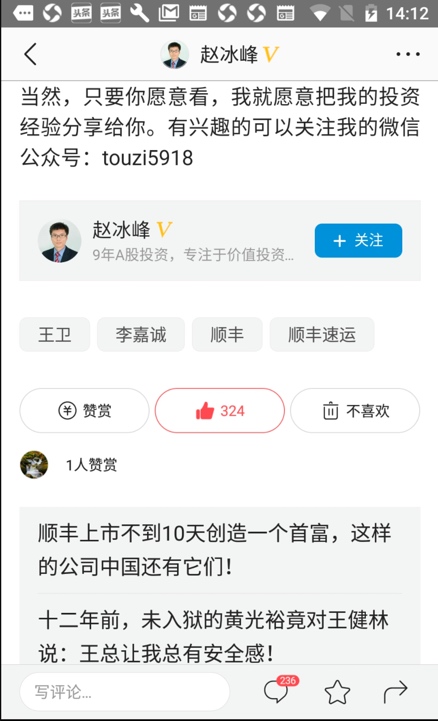 头条 头条 14:12
赵冰峰 V
当然，只要你愿意看，我就愿意把我的投资
经验分享给你。有兴趣的可以关注我的微信
公众号：touzi5918
赵冰峰 V
9年A股投资，专注于价值投资...
+ 关注
王卫 李嘉诚 顺丰 顺丰速运
赞赏 324 不喜欢
1人赞赏
顺丰上市不到10天创造一个首富，这样
的公司中国还有它们！
十二年前，未入狱的黄光裕竟对王健林
说：王总让我总有安全感！
写评论... 236